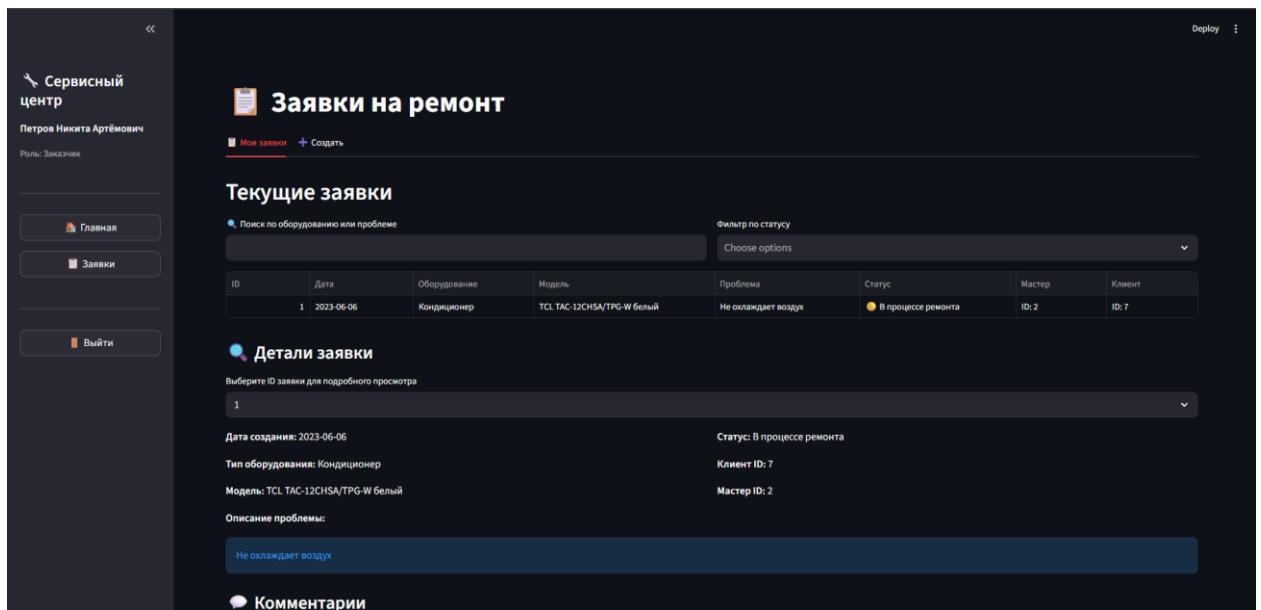 Deploy
Сервисный
центр
Петров Никита Артёмович
Роль: Заказчик
Главная
Заявки
Выйти
Заявки на ремонт
Мои заявки Создать
Текущие заявки
Поиск по оборудованию или проблеме Фильтр по статусу
Choose options
ID Дата Оборудование Модель Проблема Статус Мастер Клиент
1 2023-06-06 Кондиционер TCL TAC-12CHSA/TPG-W белый Не охлаждает воздух В процессе ремонта ID: 2 ID: 7
Детали заявки
Выберите ID заявки для подробного просмотра
1
Дата создания: 2023-06-06 Статус: В процессе ремонта
Тип оборудования: Кондиционер Клиент ID: 7
Модель: TCL TAC-12CHSA/TPG-W белый Мастер ID: 2
Описание проблемы:
Не охлаждает воздух
Комментарии